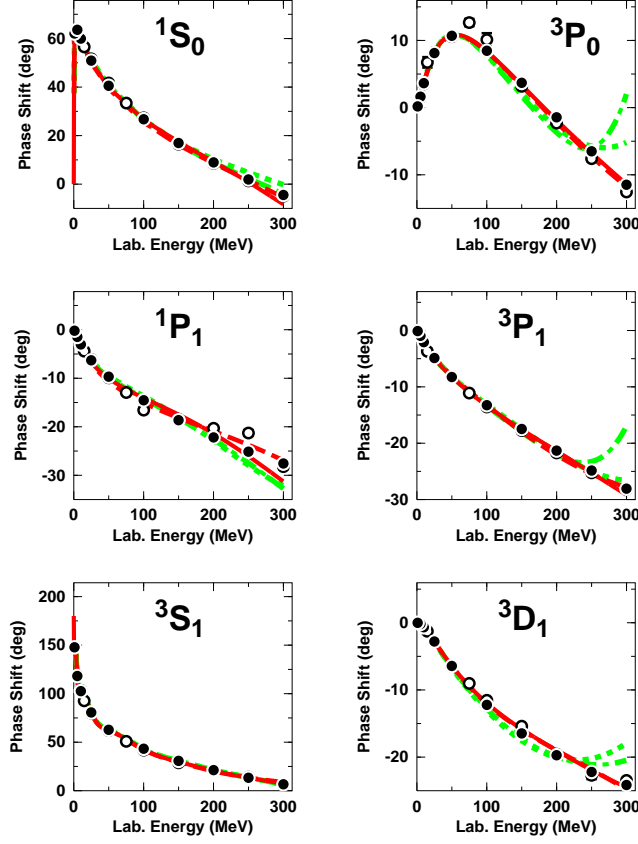 ¹S₀
60
40
20
0
Phase Shift (deg)
0 100 200 300
Lab. Energy (MeV)
³P₀
10
0
-10
Phase Shift (deg)
0 100 200 300
Lab. Energy (MeV)
¹P₁
0
-10
-20
-30
Phase Shift (deg)
0 100 200 300
Lab. Energy (MeV)
³P₁
0
-10
-20
-30
Phase Shift (deg)
0 100 200 300
Lab. Energy (MeV)
³S₁
200
150
100
50
0
Phase Shift (deg)
0 100 200 300
Lab. Energy (MeV)
³D₁
0
-10
-20
Phase Shift (deg)
0 100 200 300
Lab. Energy (MeV)